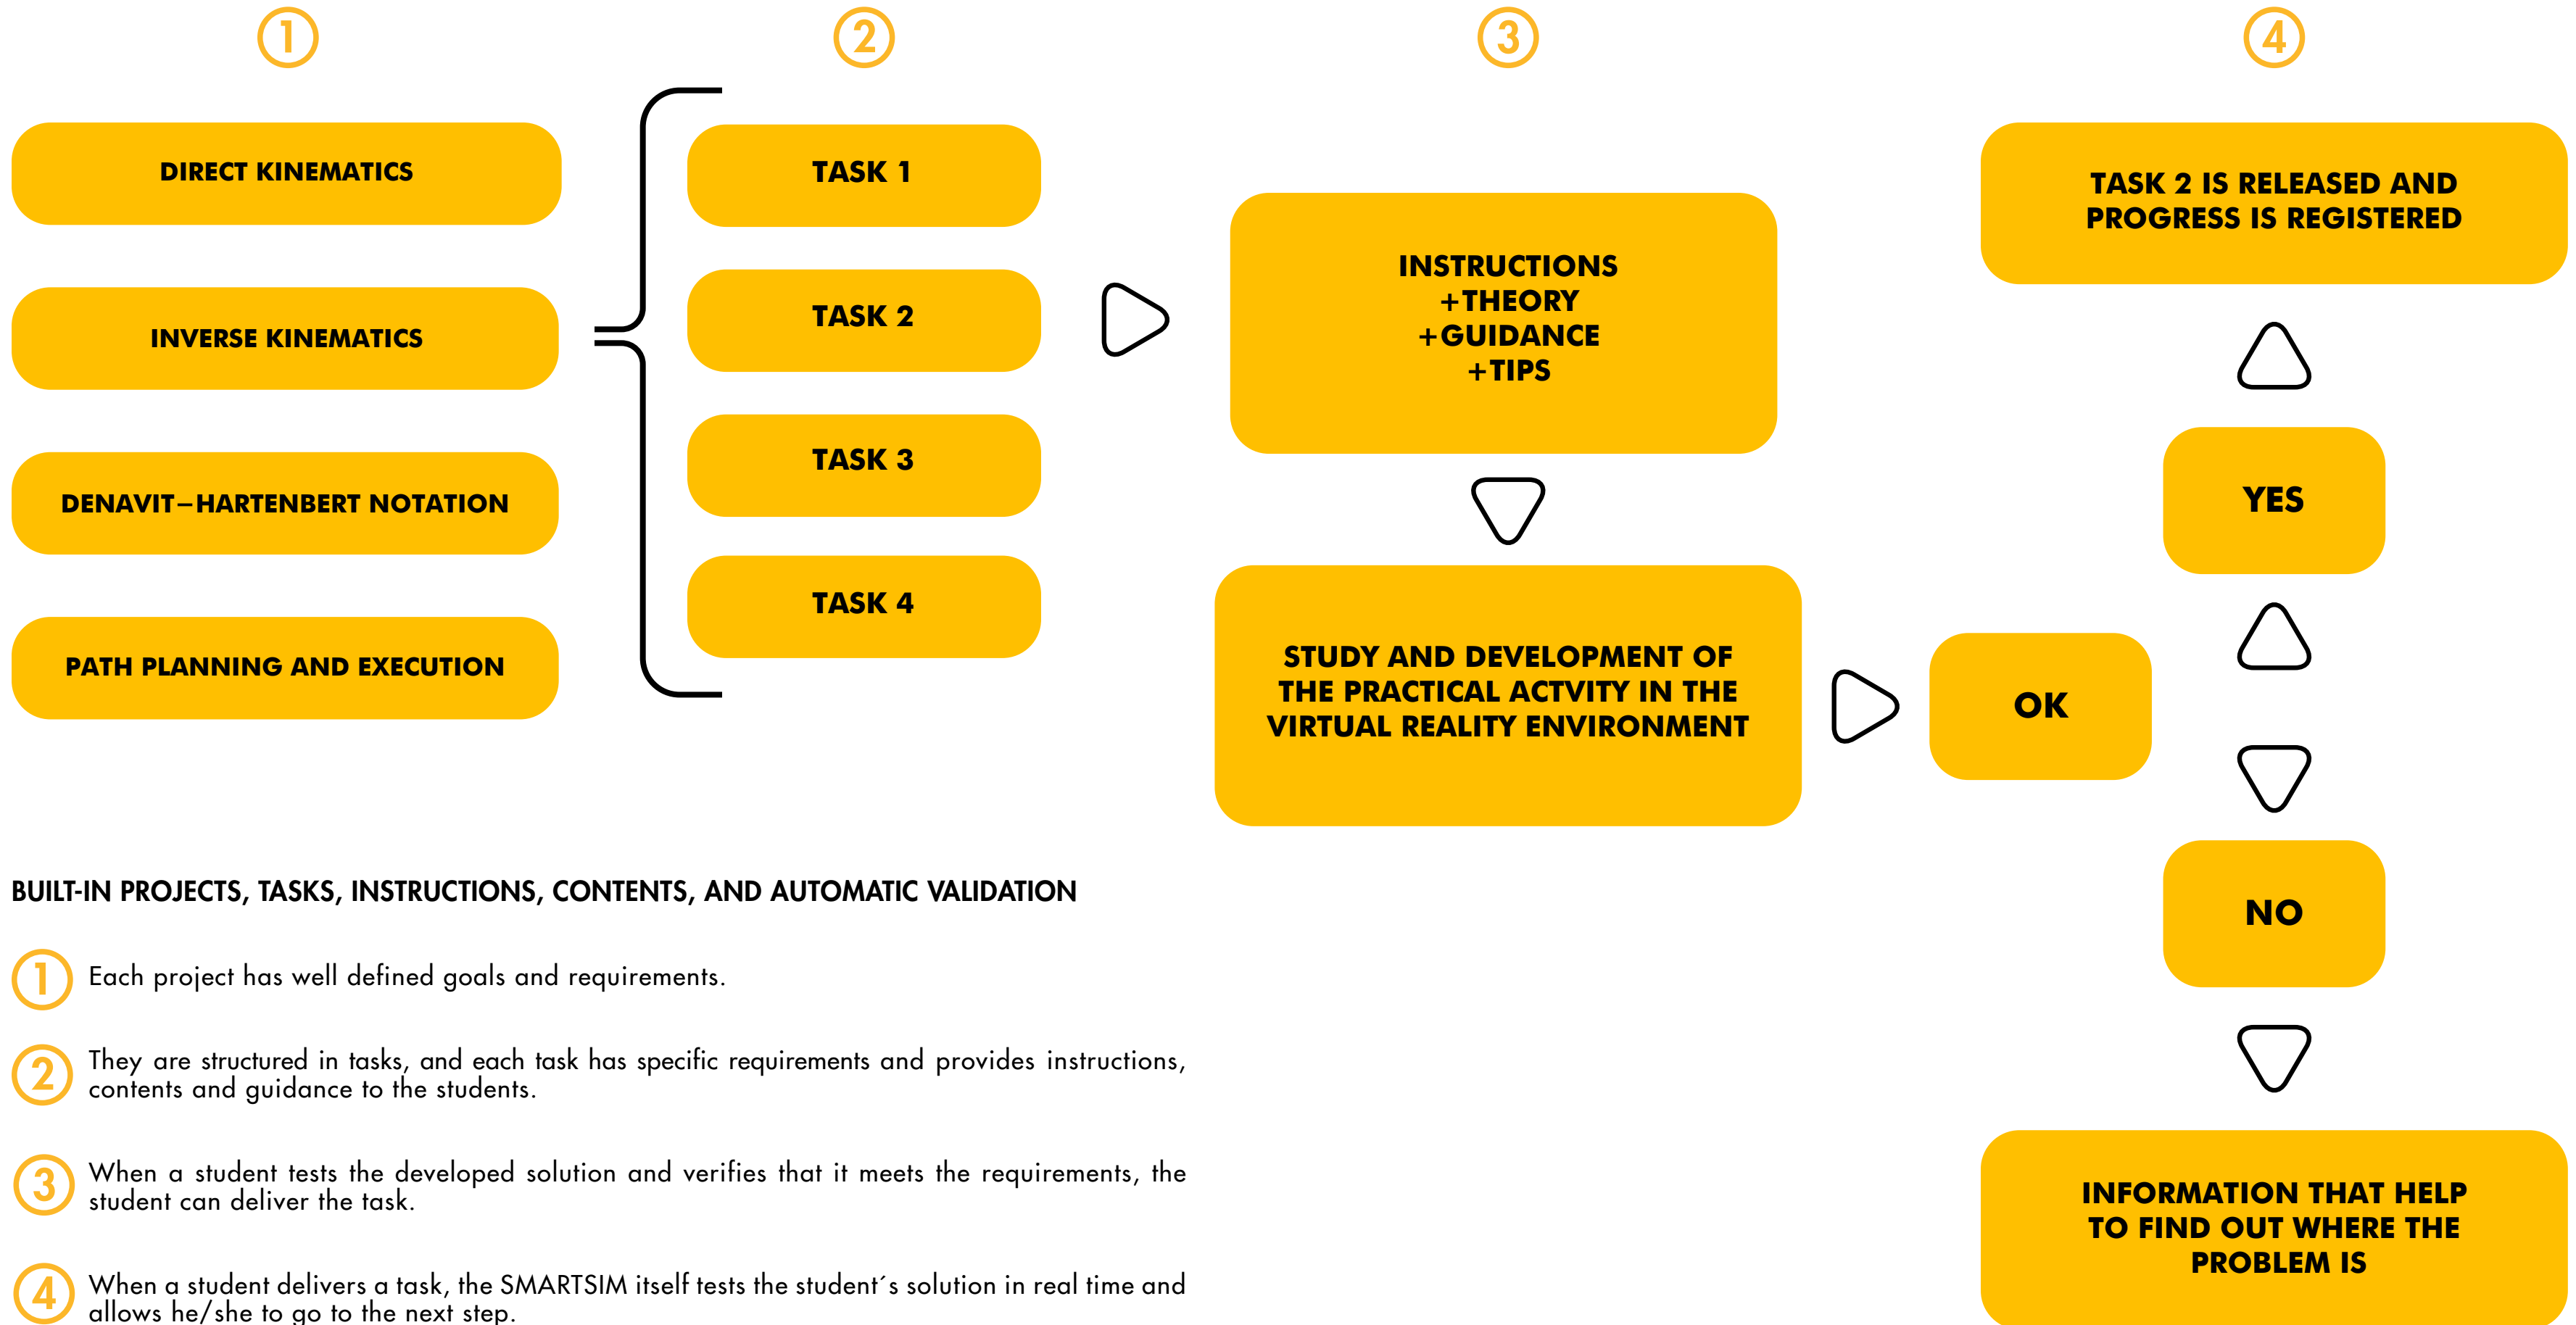 1
2
3
4
DIRECT KINEMATICS
INVERSE KINEMATICS
DENAVIT–HARTENBERT NOTATION
PATH PLANNING AND EXECUTION
TASK 1
TASK 2
TASK 3
TASK 4
INSTRUCTIONS
+THEORY
+GUIDANCE
+TIPS
STUDY AND DEVELOPMENT OF
THE PRACTICAL ACTVITY IN THE
VIRTUAL REALITY ENVIRONMENT
OK
TASK 2 IS RELEASED AND
PROGRESS IS REGISTERED
YES
NO
INFORMATION THAT HELP
TO FIND OUT WHERE THE
PROBLEM IS
BUILT-IN PROJECTS, TASKS, INSTRUCTIONS, CONTENTS, AND AUTOMATIC VALIDATION
1 Each project has well defined goals and requirements.
2 They are structured in tasks, and each task has specific requirements and provides instructions,
contents and guidance to the students.
3 When a student tests the developed solution and verifies that it meets the requirements, the
student can deliver the task.
4 When a student delivers a task, the SMARTSIM itself tests the student´s solution in real time and
allows he/she to go to the next step.